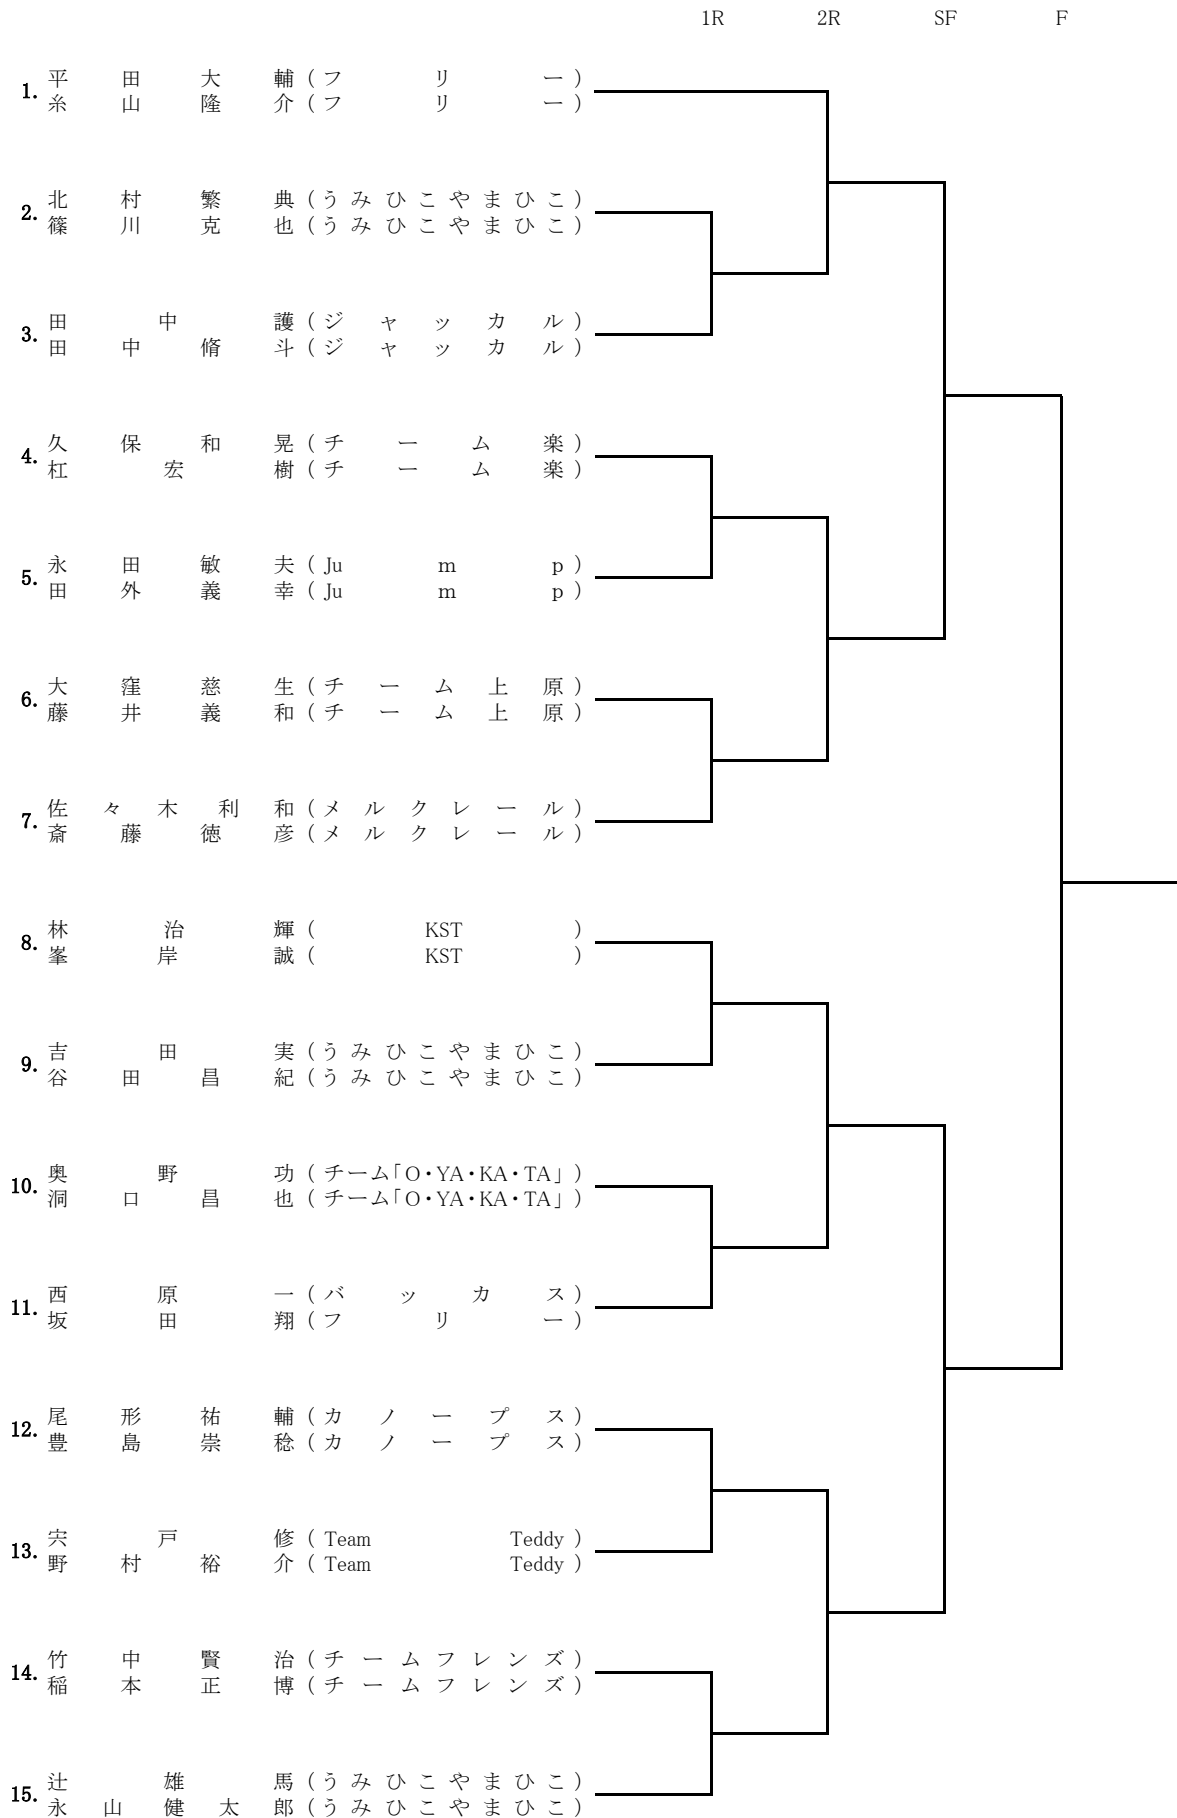 1R 2R SF F
1. 平田大輔(フリー)
糸山隆介(フリー)
2. 北村繁典(うみひこやまひこ)
篠川克也(うみひこやまひこ)
3. 田中護(ジャッカル)
田中脩斗(ジャッカル)
4. 久保和晃(チーム楽)
杠宏樹(チーム楽)
5. 永田敏夫(Jump)
田外義幸(Jump)
6. 大窪慈生(チーム上原)
藤井義和(チーム上原)
7. 佐々木利和(メルクレール)
斎藤徳彦(メルクレール)
8. 林治輝(KST)
峯岸誠(KST)
9. 吉田実(うみひこやまひこ)
谷田昌紀(うみひこやまひこ)
10. 奥野功(チーム「O・YA・KA・TA」)
洞口昌也(チーム「O・YA・KA・TA」)
11. 西原一(バッカス)
坂田翔(フリー)
12. 尾形祐輔(カノープス)
豊島崇稔(カノープス)
13. 宍戸修(Team Teddy)
野村裕介(Team Teddy)
14. 竹中賢治(チームフレンズ)
稲本正博(チームフレンズ)
15. 辻雄馬(うみひこやまひこ)
永山健太郎(うみひこやまひこ)